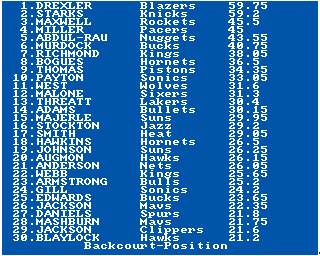 1.DREXLER Blazers 59.75
2.STARKS Knicks 59.2
3.MAXWELL Rockets 45.5
4.MILLER Pacers 45
5.ABDUL-RAU Nuggets 43.55
6.MURDOCK Bucks 40.75
7.RICHMOND Kings 38.05
8.BOGUES Hornets 36.5
9.THOMAS Pistons 34.35
10.PAYTON Sonics 33.05
11.WEST Wolves 31.6
12.MALONE Sixers 31.3
13.THREATT Lakers 30.4
14.ADAMS Bullets 30.15
15.MAJERLE Suns 29.95
16.STOCKTON Jazz 29.2
17.SMITH Heat 29.05
18.HAWKINS Hornets 26.5
19.JOHNSON Suns 26.25
20.AUGMON Hawks 26.15
21.ANDERSON Nets 26.05
22.WEBB Kings 25.65
23.ARMSTRONG Bulls 25.2
24.GILL Sonics 24.2
25.EDWARDS Bucks 23.65
26.JACKSON Mavs 22.35
27.DANIELS Spurs 21.8
28.MASHBURN Mavs 21.75
29.JACKSON Clippers 21.6
30.BLAYLOCK Hawks 21.2
Backcourt-Position